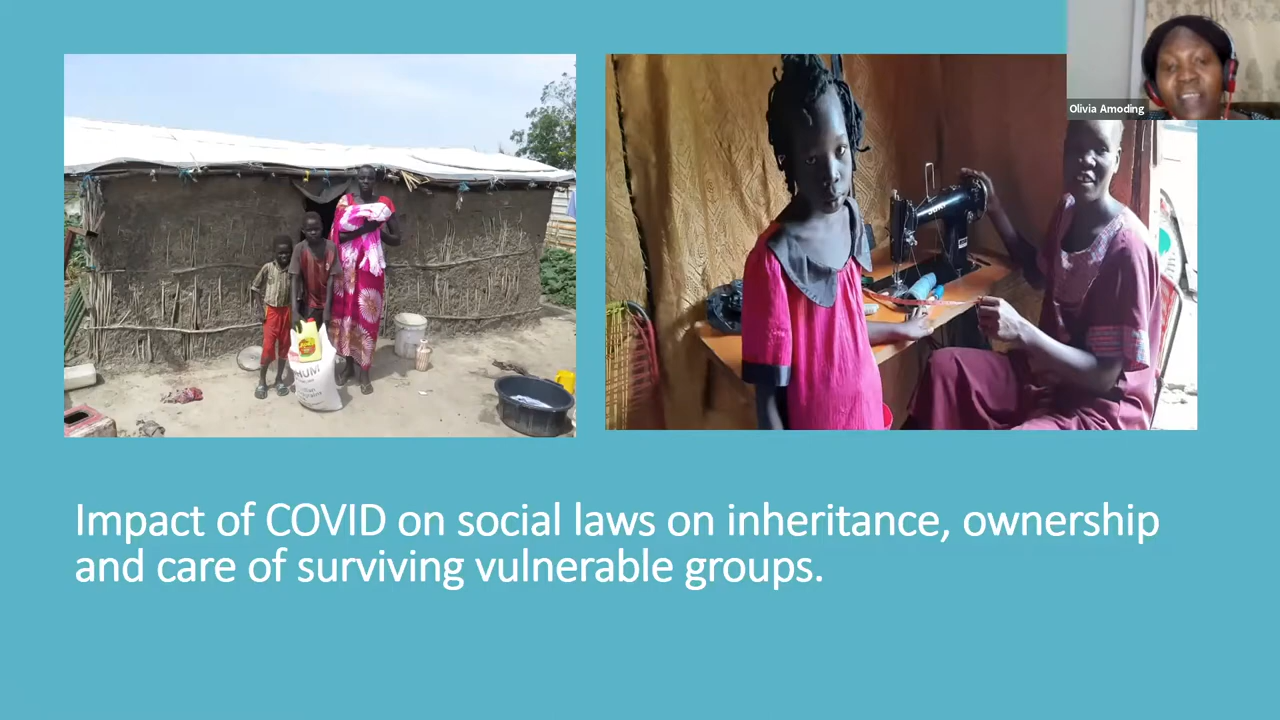 Olivia Amoding
Impact of COVID on social laws on inheritance, ownership
and care of surviving vulnerable groups.